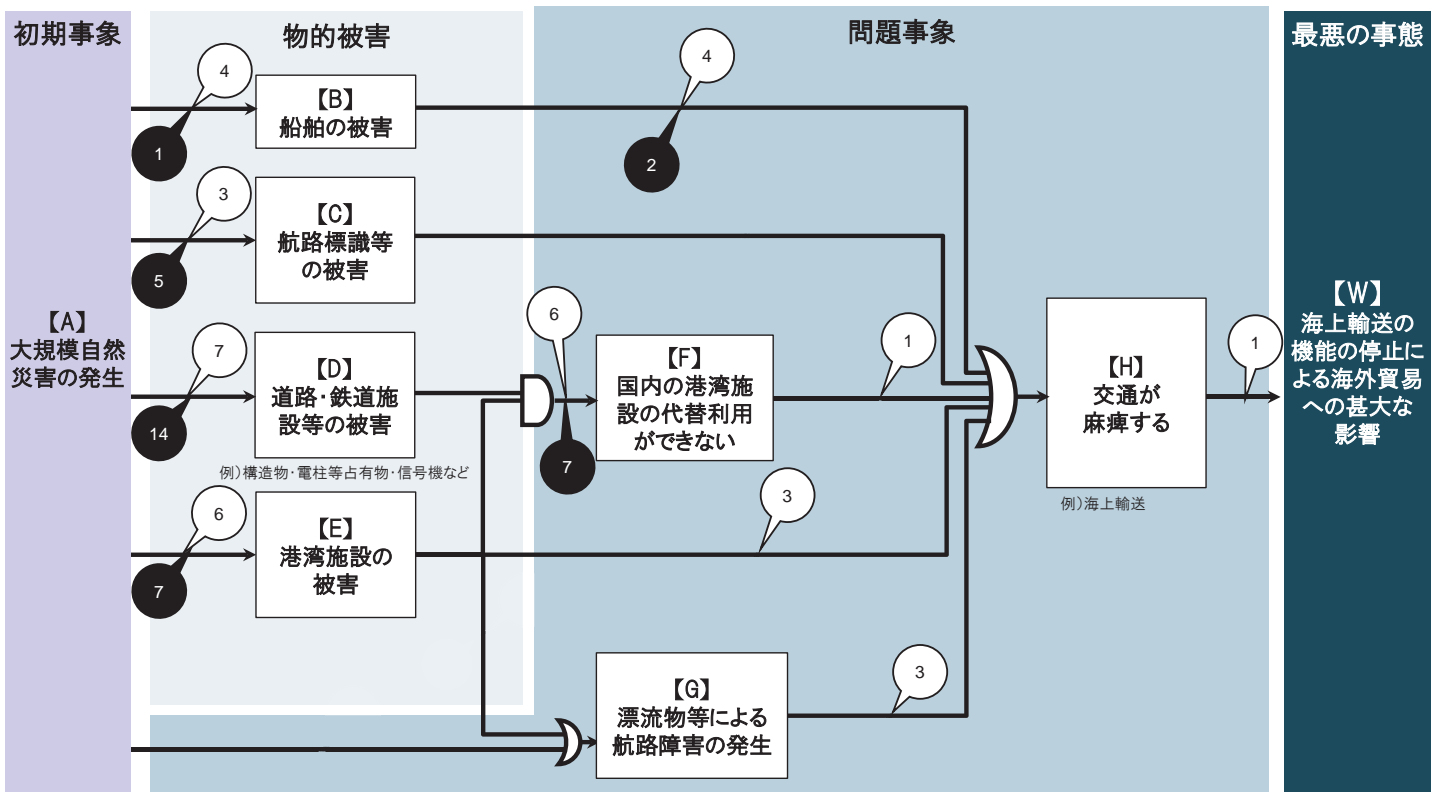 初期事象
物的被害
問題事象
最悪の事態
【A】
大規模自然
災害の発生
4
1
【B】
船舶の被害
4
2
3
5
【C】
航路標識等
の被害
7
14
【D】
道路・鉄道施
設等の被害
例)構造物・電柱等占有物・信号機など
6
7
【E】
港湾施設の
被害
6
7
【F】
国内の港湾施
設の代替利用
ができない
1
3
【G】
漂流物等による
航路障害の発生
3
【H】
交通が
麻痺する
例)海上輸送
1
【W】
海上輸送の
機能の停止に
よる海外貿易
への甚大な
影響